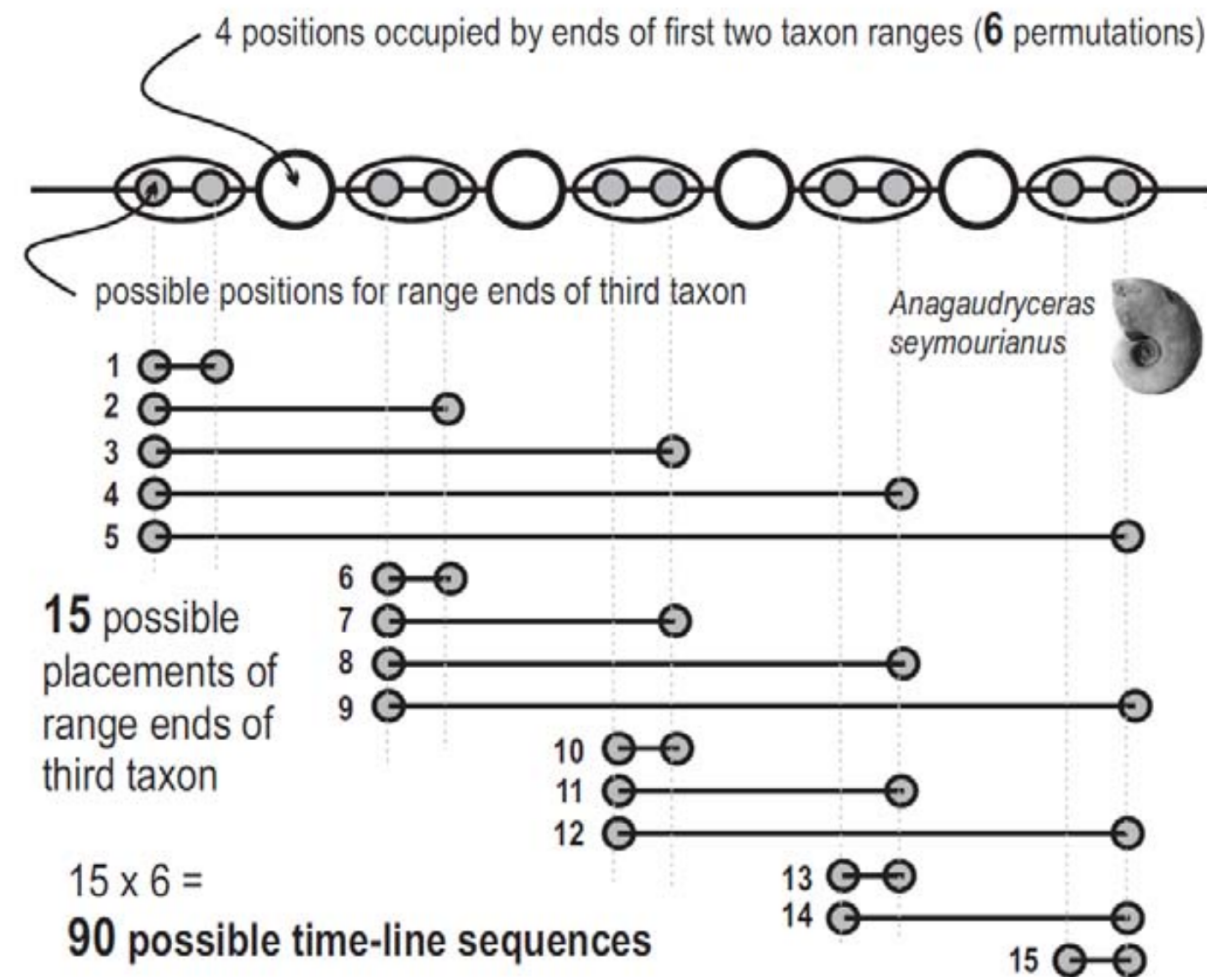 4 positions occupied by ends of first two taxon ranges (6 permutations)
possible positions for range ends of third taxon
Anagaudryceras
seymourianus
1
2
3
4
5
6
7
8
9
10
11
12
13
14
15
15 possible
placements of
range ends of
third taxon
15 x 6 =
90 possible time-line sequences